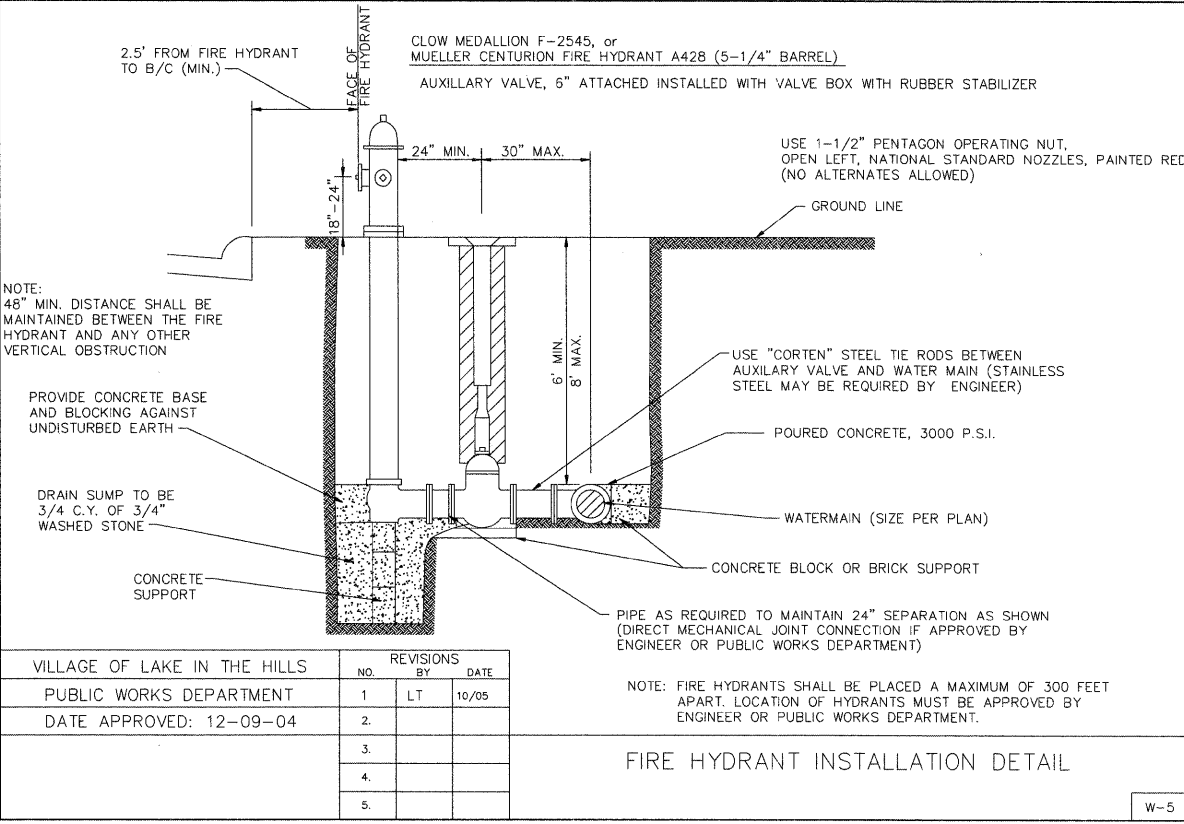 2.5' FROM FIRE HYDRANT
TO B/C (MIN.)
FACE OF
FIRE HYDRANT
CLOW MEDALLION F-2545, or
MUELLER CENTURION FIRE HYDRANT A428 (5-1/4" BARREL)
AUXILLARY VALVE, 6" ATTACHED INSTALLED WITH VALVE BOX WITH RUBBER STABILIZER
24" MIN.
30" MAX.
USE 1-1/2" PENTAGON OPERATING NUT,
OPEN LEFT, NATIONAL STANDARD NOZZLES, PAINTED RED
(NO ALTERNATES ALLOWED)
18"-24"
GROUND LINE
NOTE:
48" MIN. DISTANCE SHALL BE
MAINTAINED BETWEEN THE FIRE
HYDRANT AND ANY OTHER
VERTICAL OBSTRUCTION
6' MIN.
8' MAX.
USE "CORTEN" STEEL TIE RODS BETWEEN
AUXILARY VALVE AND WATER MAIN (STAINLESS
STEEL MAY BE REQUIRED BY ENGINEER)
PROVIDE CONCRETE BASE
AND BLOCKING AGAINST
UNDISTURBED EARTH
POURED CONCRETE, 3000 P.S.I.
DRAIN SUMP TO BE
3/4 C.Y. OF 3/4"
WASHED STONE
WATERMAIN (SIZE PER PLAN)
CONCRETE BLOCK OR BRICK SUPPORT
CONCRETE
SUPPORT
PIPE AS REQUIRED TO MAINTAIN 24" SEPARATION AS SHOWN
(DIRECT MECHANICAL JOINT CONNECTION IF APPROVED BY
ENGINEER OR PUBLIC WORKS DEPARTMENT)
NOTE: FIRE HYDRANTS SHALL BE PLACED A MAXIMUM OF 300 FEET
APART. LOCATION OF HYDRANTS MUST BE APPROVED BY
ENGINEER OR PUBLIC WORKS DEPARTMENT.
VILLAGE OF LAKE IN THE HILLS
PUBLIC WORKS DEPARTMENT
DATE APPROVED: 12-09-04
REVISIONS
NO. BY DATE
1 LT 10/05
2.
3.
4.
5.
FIRE HYDRANT INSTALLATION DETAIL
W-5